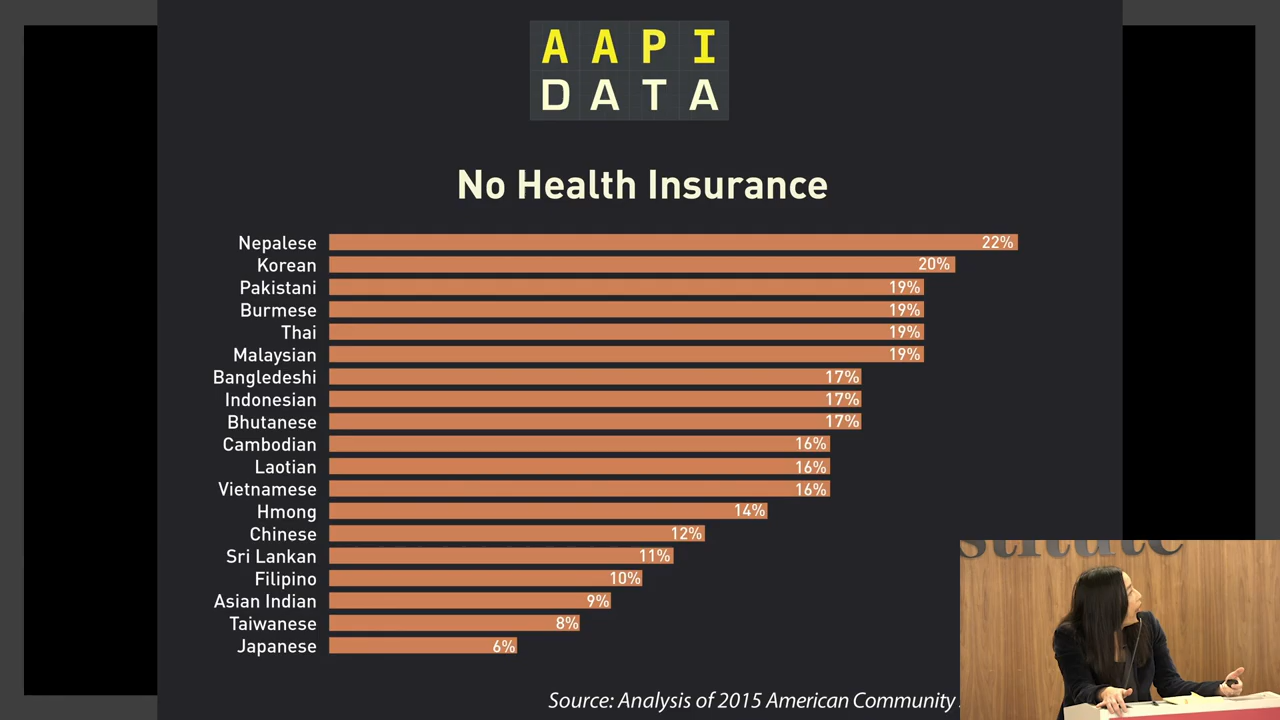 AAPI
DATA
No Health Insurance
Nepalese 22%
Korean 20%
Pakistani 19%
Burmese 19%
Thai 19%
Malaysian 19%
Bangledeshi 17%
Indonesian 17%
Bhutanese 17%
Cambodian 16%
Laotian 16%
Vietnamese 16%
Hmong 14%
Chinese 12%
Sri Lankan 11%
Filipino 10%
Asian Indian 9%
Taiwanese 8%
Japanese 6%
Source: Analysis of 2015 American Community